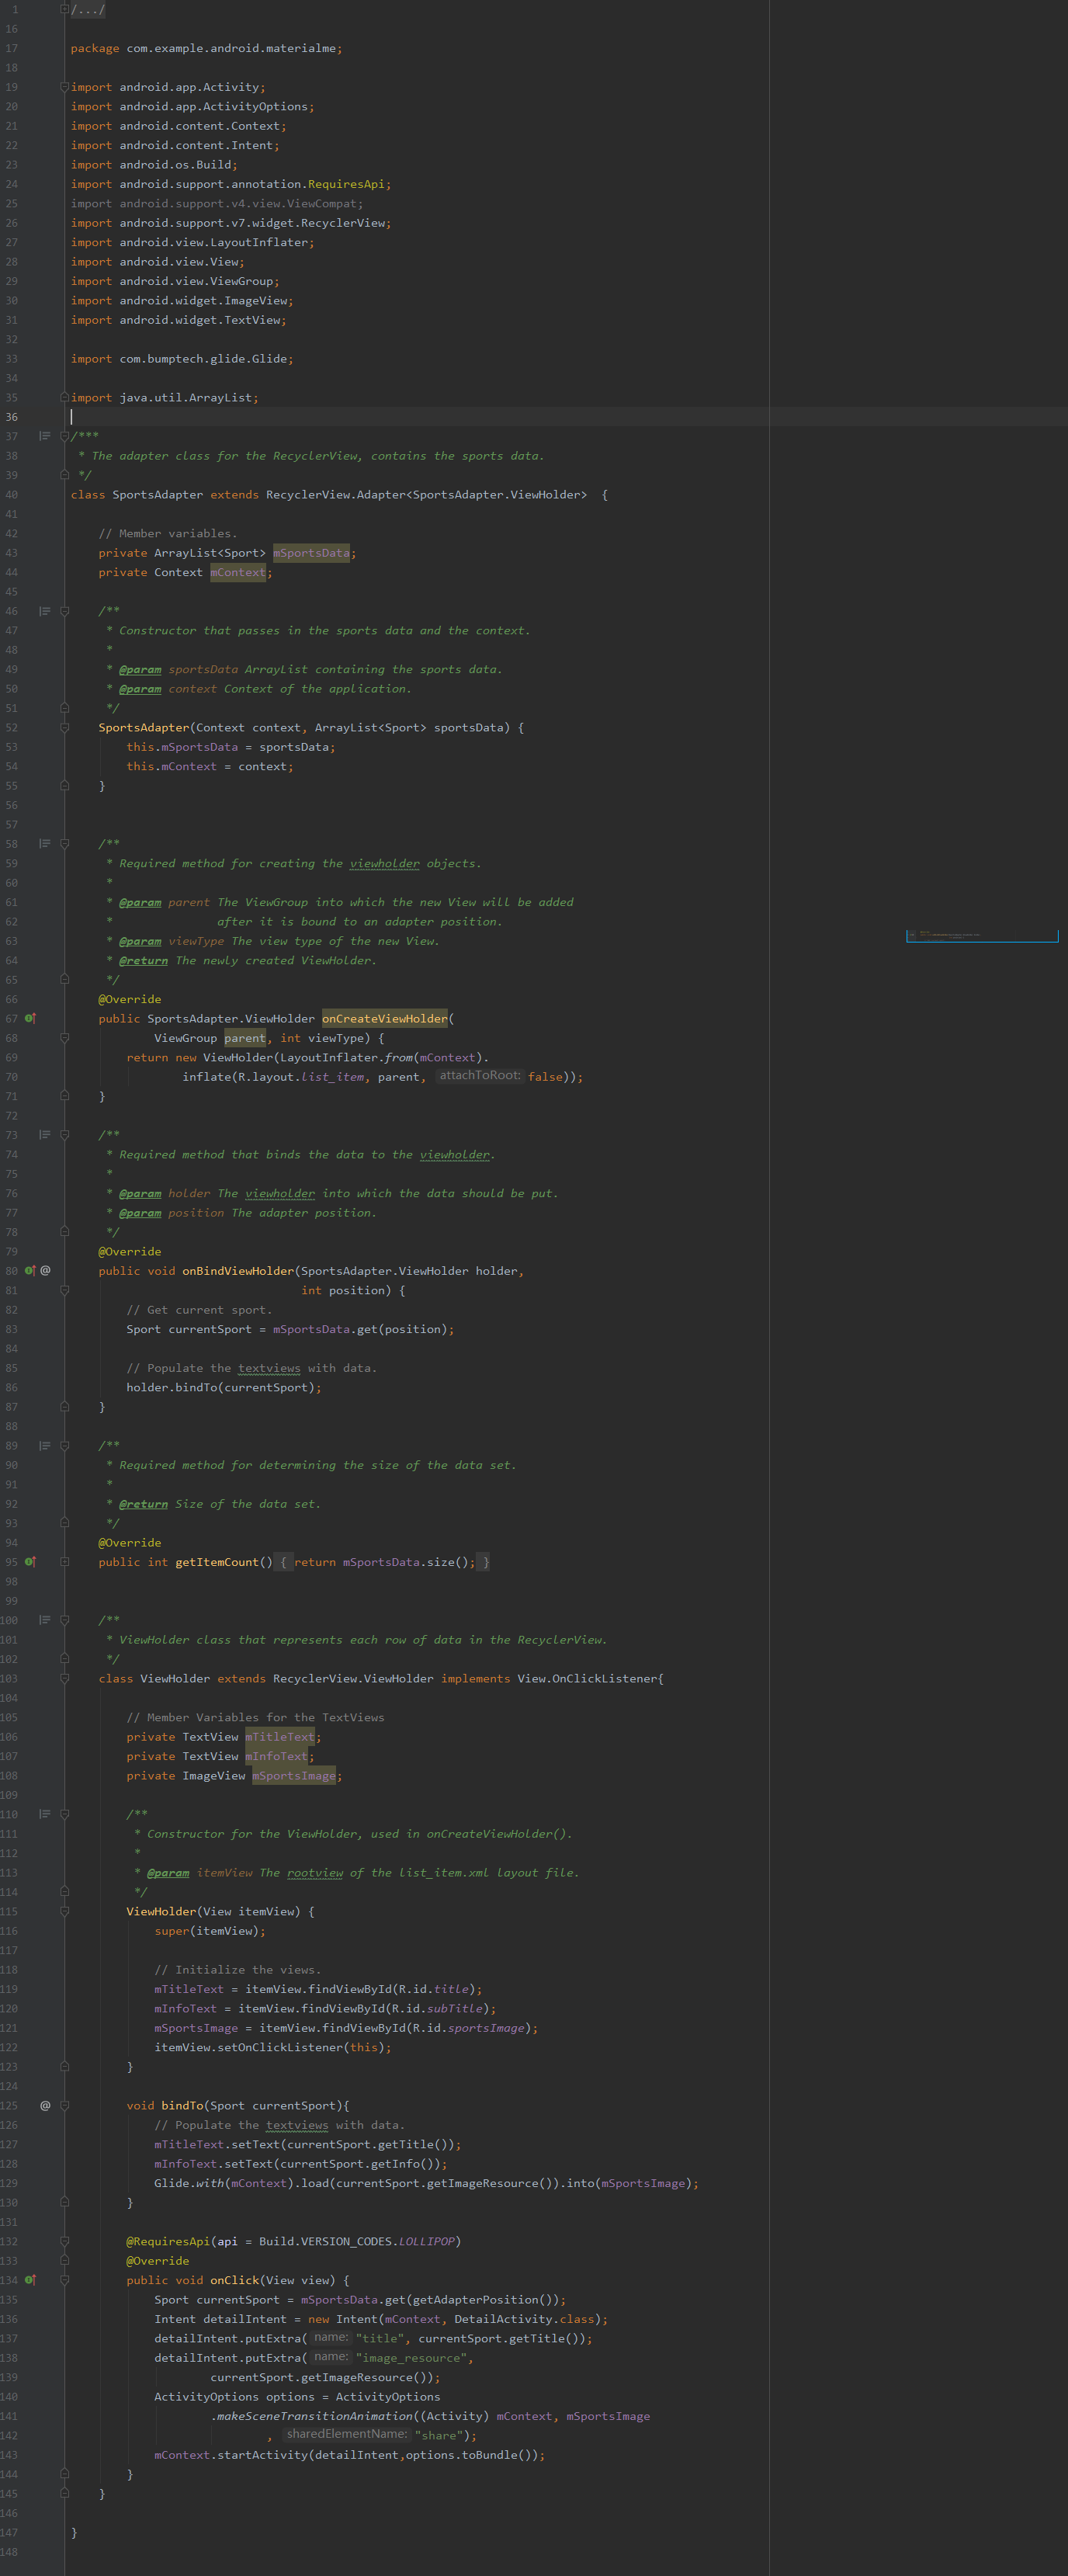 1 /.../
16
17 package com.example.android.materialme;
18
19 import android.app.Activity;
20 import android.app.ActivityOptions;
21 import android.content.Context;
22 import android.content.Intent;
23 import android.os.Build;
24 import android.support.annotation.RequiresApi;
25 import android.support.v4.view.ViewCompat;
26 import android.support.v7.widget.RecyclerView;
27 import android.view.LayoutInflater;
28 import android.view.View;
29 import android.view.ViewGroup;
30 import android.widget.ImageView;
31 import android.widget.TextView;
32
33 import com.bumptech.glide.Glide;
34
35 import java.util.ArrayList;
36
37 /***
38  * The adapter class for the RecyclerView, contains the sports data.
39  */
40 class SportsAdapter extends RecyclerView.Adapter<SportsAdapter.ViewHolder>  {
41
42     // Member variables.
43     private ArrayList<Sport> mSportsData;
44     private Context mContext;
45
46     /**
47      * Constructor that passes in the sports data and the context.
48      *
49      * @param sportsData ArrayList containing the sports data.
50      * @param context Context of the application.
51      */
52     SportsAdapter(Context context, ArrayList<Sport> sportsData) {
53         this.mSportsData = sportsData;
54         this.mContext = context;
55     }
56
57
58     /**
59      * Required method for creating the viewholder objects.
60      *
61      * @param parent The ViewGroup into which the new View will be added
62      *               after it is bound to an adapter position.
63      * @param viewType The view type of the new View.
64      * @return The newly created ViewHolder.
65      */
66     @Override
67     public SportsAdapter.ViewHolder onCreateViewHolder(
68             ViewGroup parent, int viewType) {
69         return new ViewHolder(LayoutInflater.from(mContext).
70                 inflate(R.layout.list_item, parent, attachToRoot: false));
71     }
72
73     /**
74      * Required method that binds the data to the viewholder.
75      *
76      * @param holder The viewholder into which the data should be put.
77      * @param position The adapter position.
78      */
79     @Override
80 @   public void onBindViewHolder(SportsAdapter.ViewHolder holder,
81                                  int position) {
82         // Get current sport.
83         Sport currentSport = mSportsData.get(position);
84
85         // Populate the textviews with data.
86         holder.bindTo(currentSport);
87     }
88
89     /**
90      * Required method for determining the size of the data set.
91      *
92      * @return Size of the data set.
93      */
94     @Override
95     public int getItemCount() { return mSportsData.size(); }
98
99
100     /**
101      * ViewHolder class that represents each row of data in the RecyclerView.
102      */
103     class ViewHolder extends RecyclerView.ViewHolder implements View.OnClickListener{
104
105         // Member Variables for the TextViews
106         private TextView mTitleText;
107         private TextView mInfoText;
108         private ImageView mSportsImage;
109
110         /**
111          * Constructor for the ViewHolder, used in onCreateViewHolder().
112          *
113          * @param itemView The rootview of the list_item.xml layout file.
114          */
115         ViewHolder(View itemView) {
116             super(itemView);
117
118             // Initialize the views.
119             mTitleText = itemView.findViewById(R.id.title);
120             mInfoText = itemView.findViewById(R.id.subTitle);
121             mSportsImage = itemView.findViewById(R.id.sportsImage);
122             itemView.setOnClickListener(this);
123         }
124
125 @       void bindTo(Sport currentSport){
126             // Populate the textviews with data.
127             mTitleText.setText(currentSport.getTitle());
128             mInfoText.setText(currentSport.getInfo());
129             Glide.with(mContext).load(currentSport.getImageResource()).into(mSportsImage);
130         }
131
132         @RequiresApi(api = Build.VERSION_CODES.LOLLIPOP)
133         @Override
134         public void onClick(View view) {
135             Sport currentSport = mSportsData.get(getAdapterPosition());
136             Intent detailIntent = new Intent(mContext, DetailActivity.class);
137             detailIntent.putExtra( name: "title", currentSport.getTitle());
138             detailIntent.putExtra( name: "image_resource",
139                     currentSport.getImageResource());
140             ActivityOptions options = ActivityOptions
141                     .makeSceneTransitionAnimation((Activity) mContext, mSportsImage
142                             , sharedElementName: "share");
143             mContext.startActivity(detailIntent,options.toBundle());
144         }
145     }
146
147 }
148